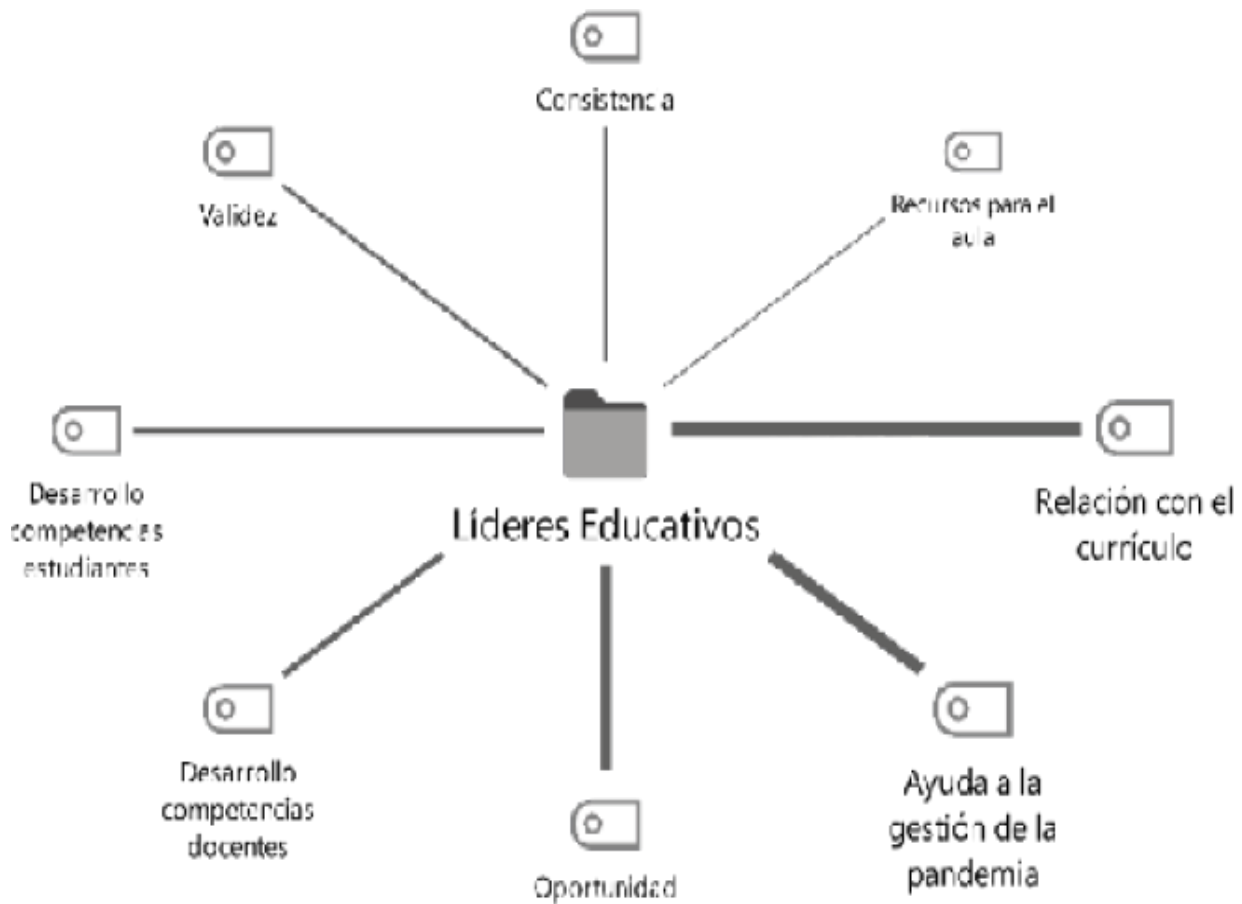 Consistencia
Validez
Recursos para el
aula
Líderes Educativos
Relación con el
currículo
Desarrollo
competencias
estudiantes
Desarrollo
competencias
docentes
Oportunidad
Ayuda a la
gestión de la
pandemia